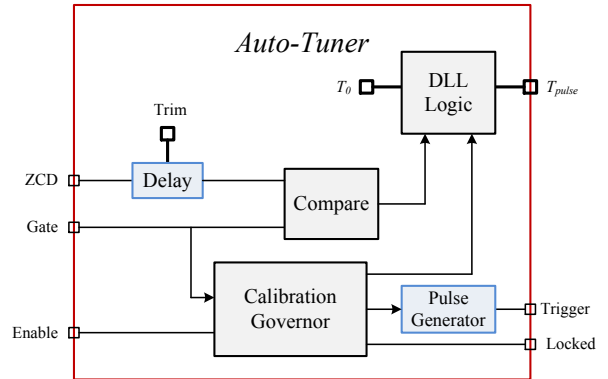 Auto-Tuner
T0
DLL
Logic
Tpulse
Trim
ZCD
Delay
Compare
Gate
Calibration
Governor
Pulse
Generator
Trigger
Enable
Locked